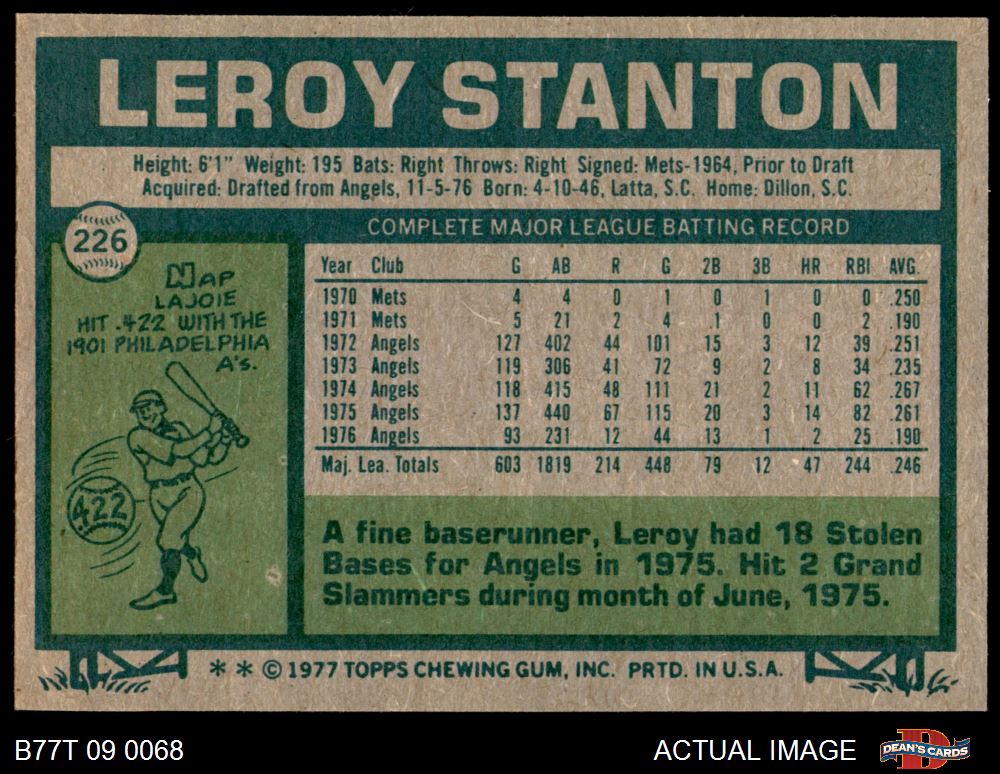 LEROY STANTON
Height: 6'1" Weight: 195 Bats: Right Throws: Right Signed: Mets-1964, Prior to Draft
Acquired: Drafted from Angels, 11-5-76 Born: 4-10-46, Latta, S.C. Home: Dillon, S.C.
226
NAP
LAJOIE
HIT .422 WITH THE
1901 PHILADELPHIA
A's.
.422
COMPLETE MAJOR LEAGUE BATTING RECORD
Year Club G AB R G 2B 3B HR RBI AVG.
1970 Mets 4 4 0 1 0 1 0 0 .250
1971 Mets 5 21 2 4 .1 0 0 2 .190
1972 Angels 127 402 44 101 15 3 12 39 .251
1973 Angels 119 306 41 72 9 2 8 34 .235
1974 Angels 118 415 48 111 21 2 11 62 .267
1975 Angels 137 440 67 115 20 3 14 82 .261
1976 Angels 93 231 12 44 13 1 2 25 .190
Maj. Lea. Totals 603 1819 214 448 79 12 47 244 .246
A fine baserunner, Leroy had 18 Stolen
Bases for Angels in 1975. Hit 2 Grand
Slammers during month of June, 1975.
* * © 1977 TOPPS CHEWING GUM, INC. PRTD. IN U.S.A.
B77T 09 0068 ACTUAL IMAGE DEAN'S CARDS